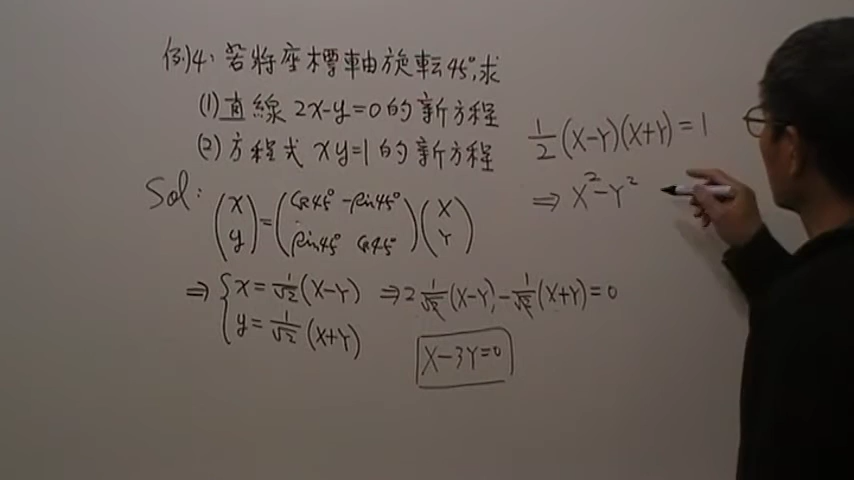 例4. 若將座標軸旋転45°,求
(1) 直線 2x-y=0的新方程
(2) 方程式 xy=1的新方程
Sol:
(x y) = (cos45° -sin45° sin45° cos45°)(X Y)
⇒ { x = 1/√2 (X-Y)
y = 1/√2 (X+Y)
⇒ 2 1/√2 (X-Y) - 1/√2 (X+Y) = 0
X-3Y=0
1/2 (X-Y)(X+Y) = 1
⇒ X²-Y²